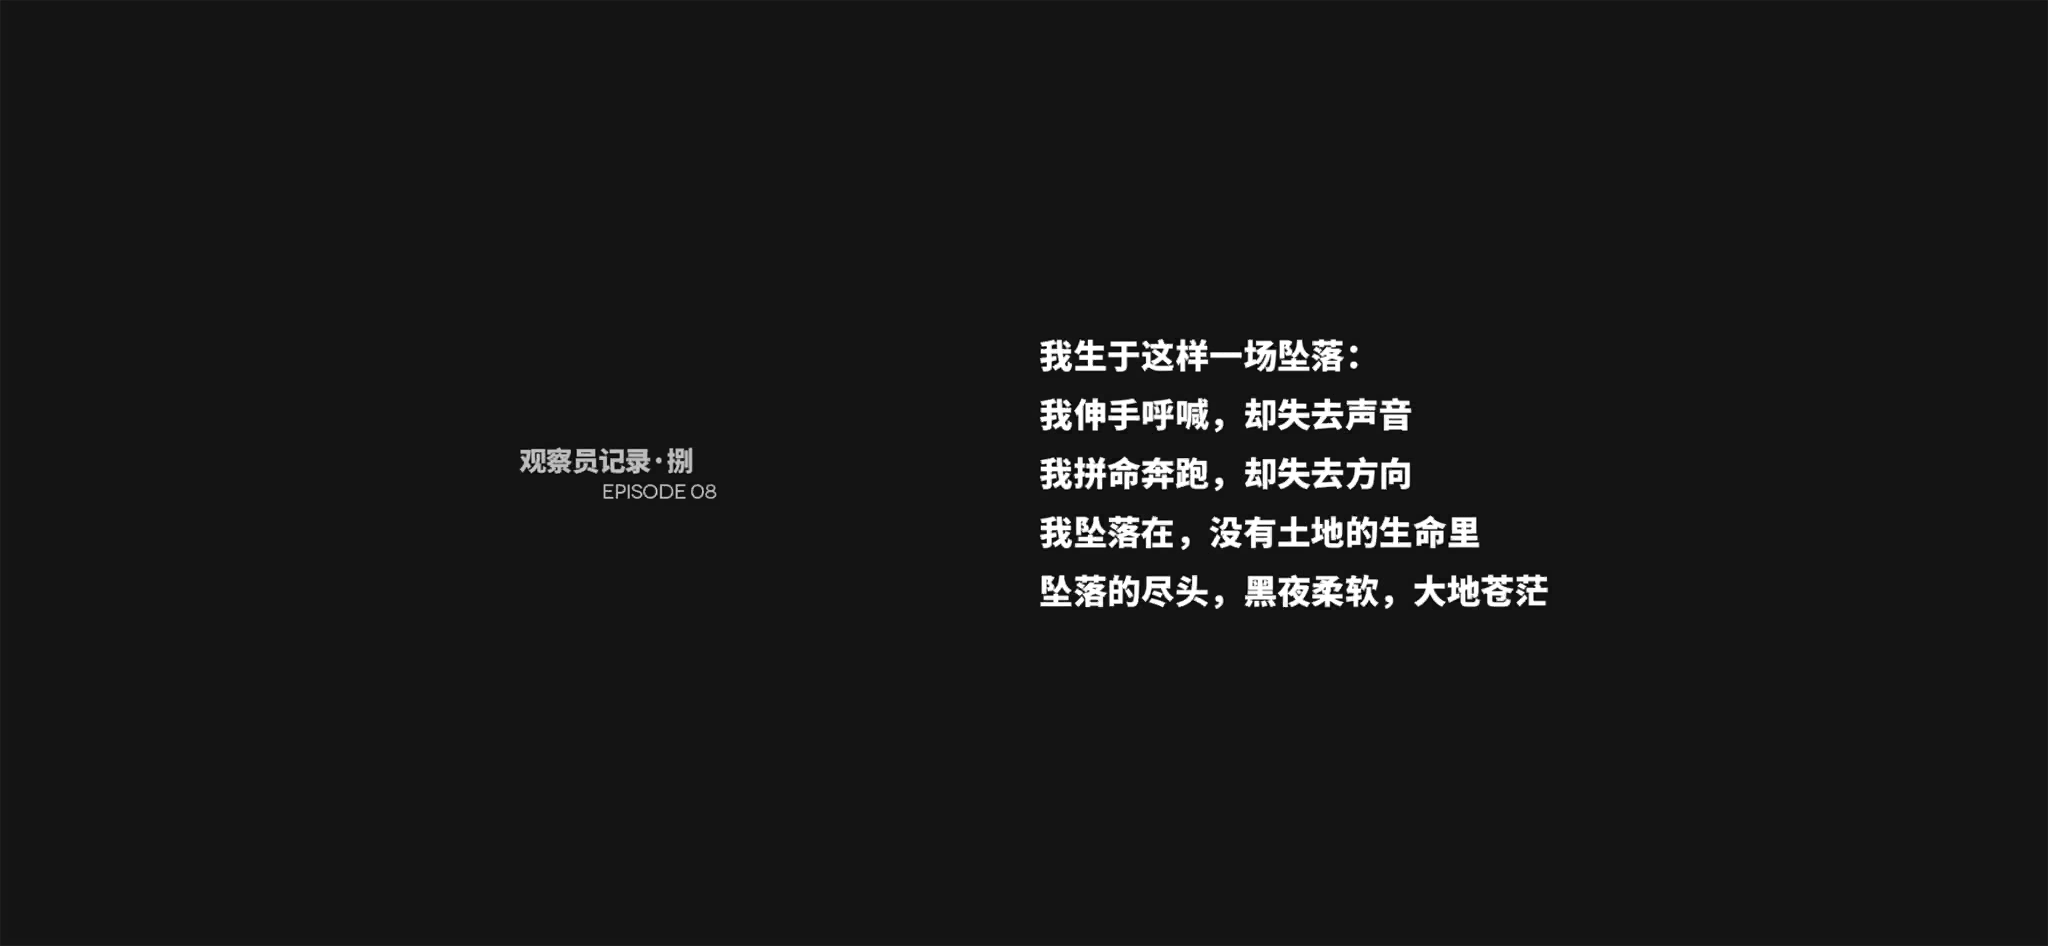 观察员记录·捌
EPISODE 08
我生于这样一场坠落：
我伸手呼喊，却失去声音
我拼命奔跑，却失去方向
我坠落在，没有土地的生命里
坠落的尽头，黑夜柔软，大地苍茫